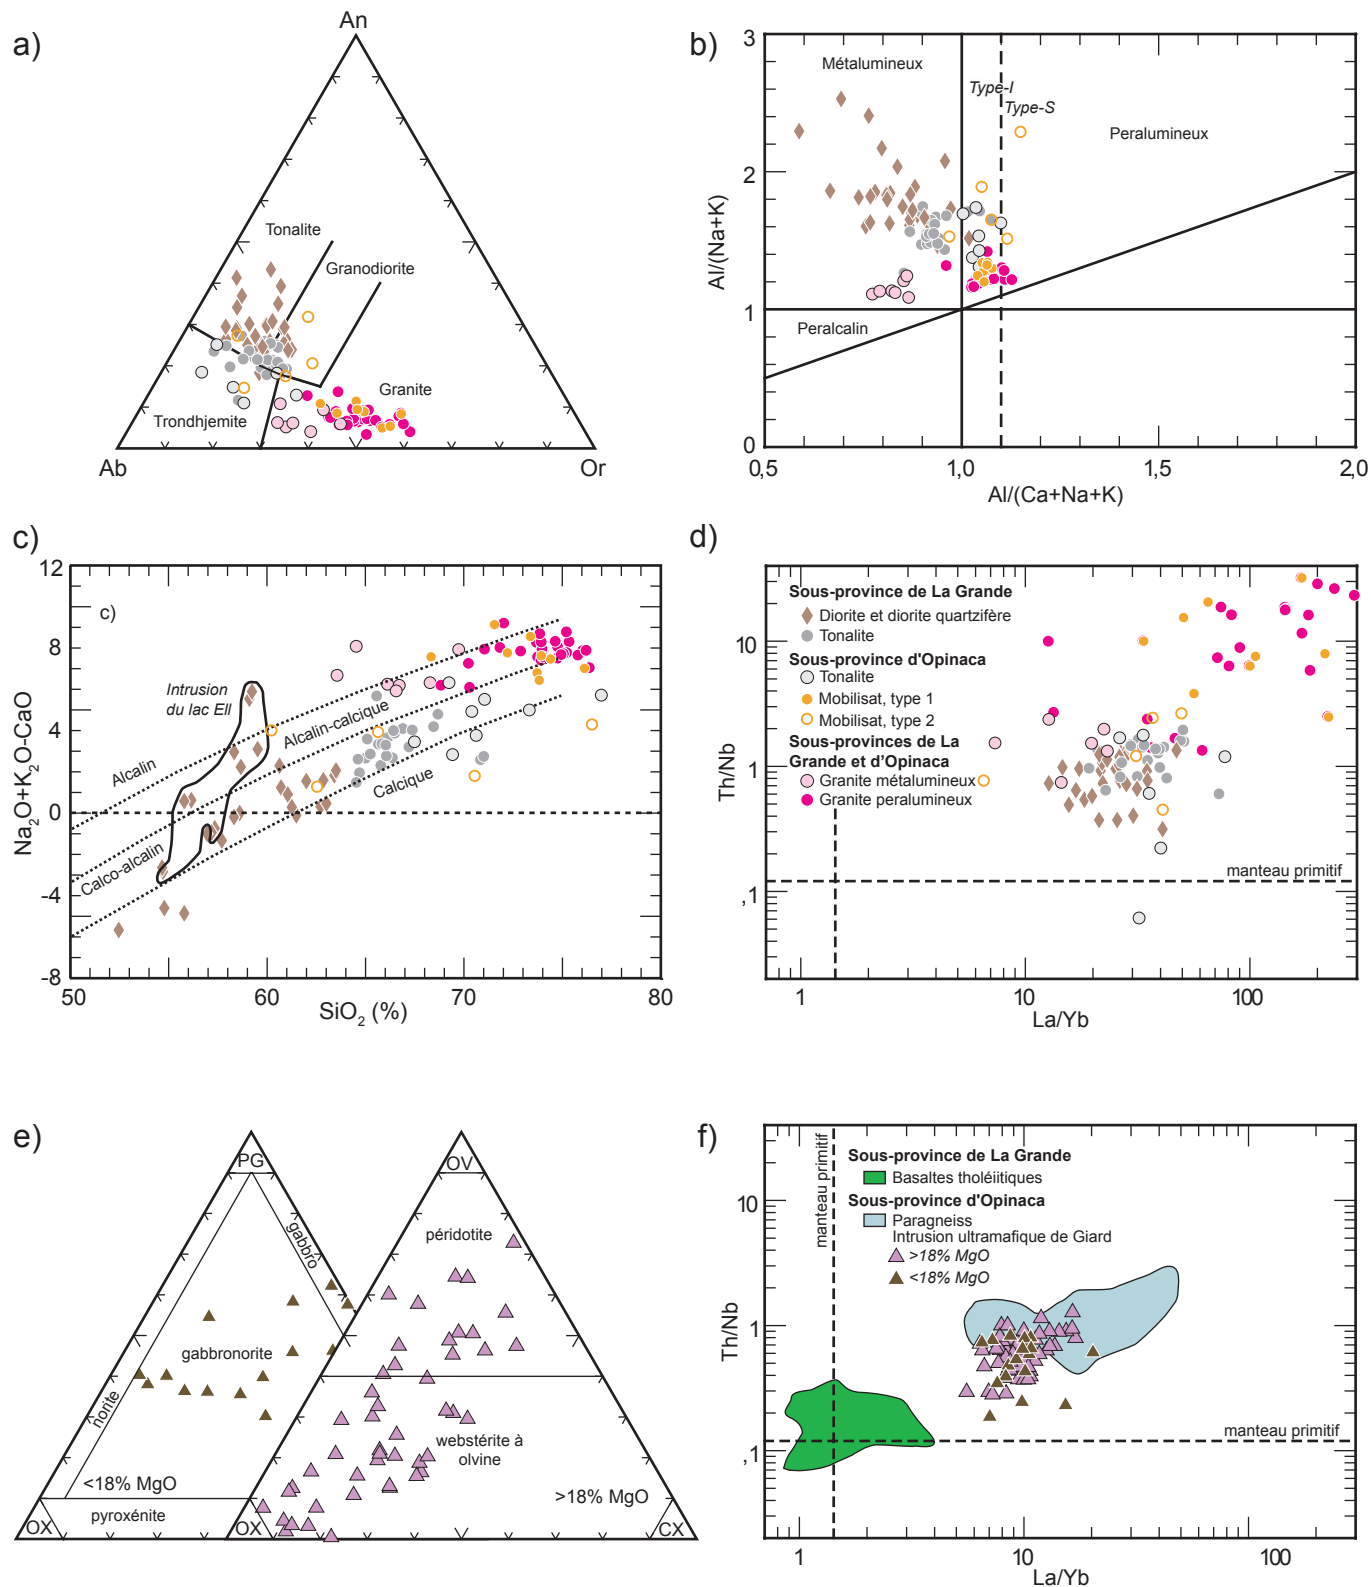 a)
An
Tonalite
Granodiorite
Granite
Trondhjemite
Ab
Or
b)
3
2
1
0
Al/(Na+K)
Métalumineux
Type-I
Type-S
Peralumineux
Peralcalin
0,5
1,0
1,5
2,0
Al/(Ca+Na+K)
c)
12
8
4
0
-4
-8
Na₂O+K₂O-CaO
c)
Intrusion
du lac Ell
Alcalin
Alcalin-calcique
Calcique
Calco-alcalin
50
60
70
80
SiO₂ (%)
d)
10
1
,1
Th/Nb
Sous-province de La Grande
Diorite et diorite quartzifère
Tonalite
Sous-province d'Opinaca
Tonalite
Mobilisat, type 1
Mobilisat, type 2
Sous-provinces de La
Grande et d'Opinaca
Granite métalumineux
Granite peralumineux
manteau primitif
1
10
100
La/Yb
e)
PG
gabbro
gabbronorite
norite
<18% MgO
OX
pyroxénite
OV
péridotite
webstérite à
olvine
>18% MgO
OX
CX
f)
10
1
,1
Th/Nb
manteau primitif
Sous-province de La Grande
Basaltes tholéiitiques
Sous-province d'Opinaca
Paragneiss
Intrusion ultramafique de Giard
>18% MgO
<18% MgO
manteau primitif
1
10
100
La/Yb